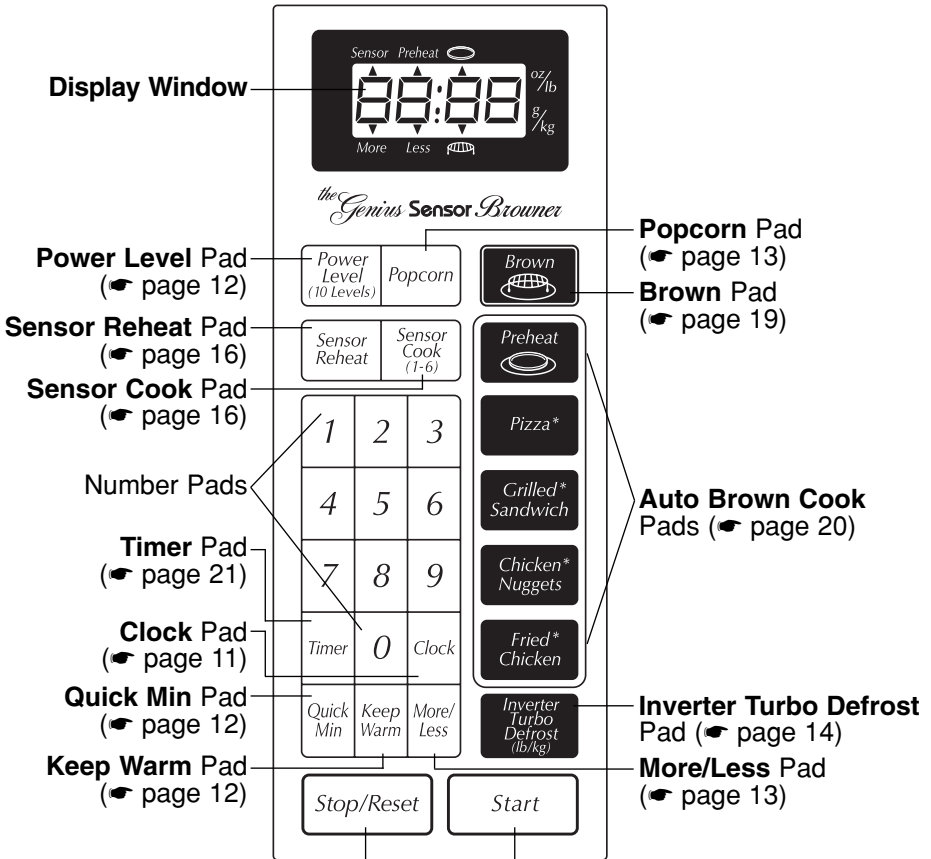 Sensor Preheat
88:88
oz/lb
g/kg
More Less
Display Window
the Genius Sensor Browner
Power Level Pad
(☛ page 12)
Sensor Reheat Pad
(☛ page 16)
Sensor Cook Pad
(☛ page 16)
Number Pads
Timer Pad
(☛ page 21)
Clock Pad
(☛ page 11)
Quick Min Pad
(☛ page 12)
Keep Warm Pad
(☛ page 12)
Power
Level
(10 Levels)
Popcorn
Sensor
Reheat
Sensor
Cook
(1-6)
1 2 3
4 5 6
7 8 9
Timer 0 Clock
Quick
Min
Keep
Warm
More/
Less
Stop/Reset
Start
Brown
Preheat
Pizza*
Grilled*
Sandwich
Chicken*
Nuggets
Fried*
Chicken
Inverter
Turbo
Defrost
(lb/kg)
Popcorn Pad
(☛ page 13)
Brown Pad
(☛ page 19)
Auto Brown Cook
Pads (☛ page 20)
Inverter Turbo Defrost
Pad (☛ page 14)
More/Less Pad
(☛ page 13)